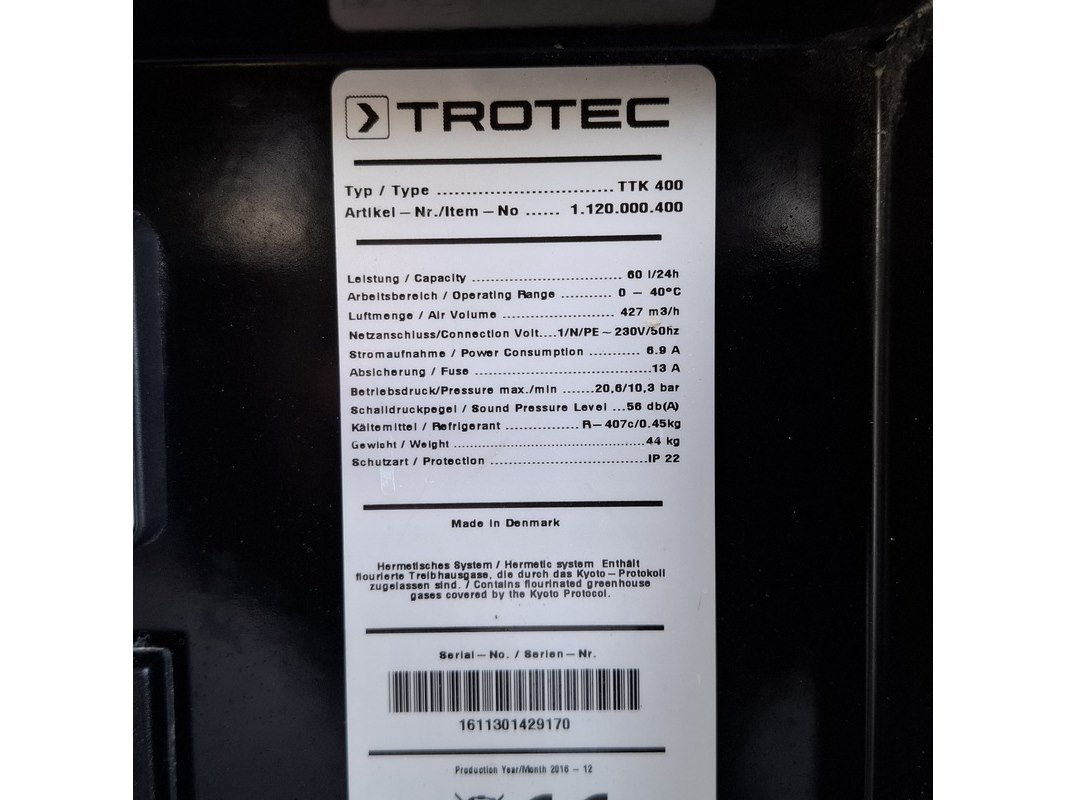 TROTEC
Typ / Type .............................. TTK 400
Artikel – Nr./Item – No ...... 1.120.000.400
Leistung / Capacity .............................. 60 l/24h
Arbeitsbereich / Operating Range .......... 0 – 40°C
Luftmenge / Air Volume ...................... 427 m3/h
Netzanschluss/Connection Volt....1/N/PE ~ 230V/50hz
Stromaufnahme / Power Consumption .......... 6.9 A
Absicherung / Fuse ....................................13 A
Betriebsdruck/Pressure max./min ......20,6/10,3 bar
Schalldruckpegel / Sound Pressure Level ...56 db(A)
Kältemittel / Refrigerant .............. R–407c/0.45kg
Gewicht / Weight ......................................44 kg
Schutzart / Protection ..............................IP 22
Made in Denmark
Hermetisches System / Hermetic system Enthält
flourierte Treibhausgase, die durch das Kyoto–Protokoll
zugelassen sind. / Contains flourinated greenhouse
gases covered by the Kyoto Protocol.
Serial–No. / Serien–Nr.
1611301429170
Production Year/Month 2016 – 12